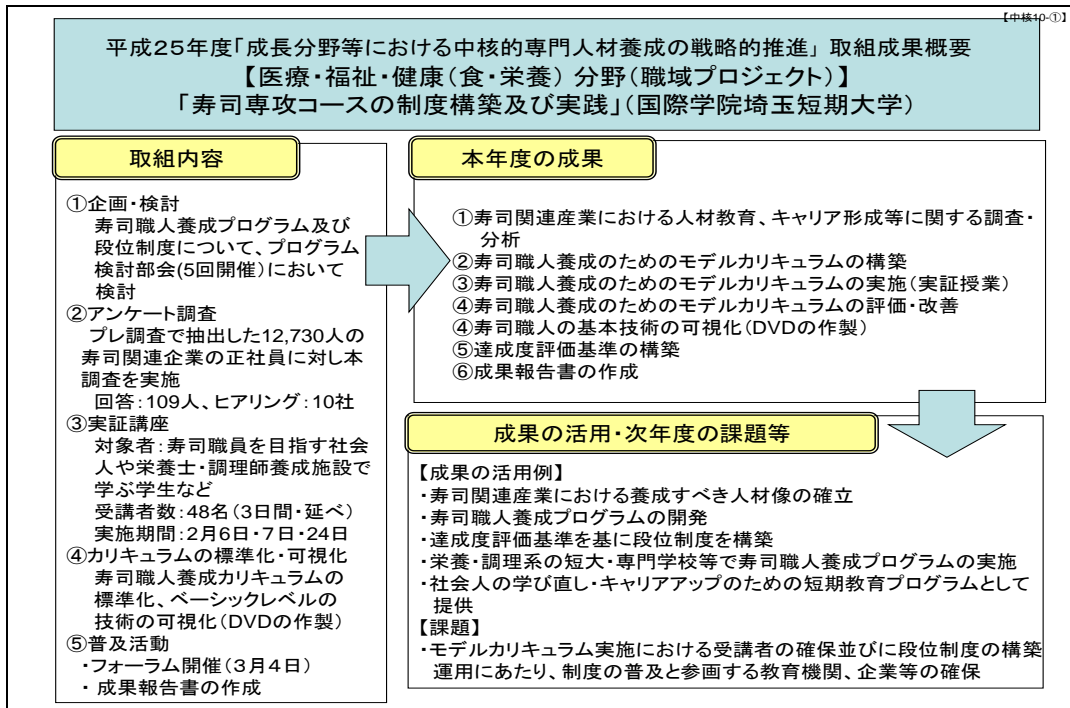 【中核10-①】
平成25年度「成長分野等における中核的専門人材養成の戦略的推進」 取組成果概要
【医療・福祉・健康（食・栄養） 分野（職域プロジェクト）】
「寿司専攻コースの制度構築及び実践」（国際学院埼玉短期大学）
取組内容
①企画・検討
寿司職人養成プログラム及び
段位制度について、プログラム
検討部会(5回開催）において
検討
②アンケート調査
プレ調査で抽出した12,730人の
寿司関連企業の正社員に対し本
調査を実施
回答：109人、ヒアリング：10社
③実証講座
対象者：寿司職員を目指す社会
人や栄養士・調理師養成施設で
学ぶ学生など
受講者数：48名（3日間・延べ）
実施期間：2月6日・7日・24日
④カリキュラムの標準化・可視化
寿司職人養成カリキュラムの
標準化、ベーシックレベルの
技術の可視化（DVDの作製）
⑤普及活動
・フォーラム開催（３月４日）
・ 成果報告書の作成
本年度の成果
①寿司関連産業における人材教育、キャリア形成等に関する調査・
分析
②寿司職人養成のためのモデルカリキュラムの構築
③寿司職人養成のためのモデルカリキュラムの実施（実証授業）
④寿司職人養成のためのモデルカリキュラムの評価・改善
④寿司職人の基本技術の可視化（DVDの作製）
⑤達成度評価基準の構築
⑥成果報告書の作成
成果の活用・次年度の課題等
【成果の活用例】
・寿司関連産業における養成すべき人材像の確立
・寿司職人養成プログラムの開発
・達成度評価基準を基に段位制度を構築
・栄養・調理系の短大・専門学校等で寿司職人養成プログラムの実施
・社会人の学び直し・キャリアアップのための短期教育プログラムとして
提供
【課題】
・モデルカリキュラム実施における受講者の確保並びに段位制度の構築
運用にあたり、制度の普及と参画する教育機関、企業等の確保